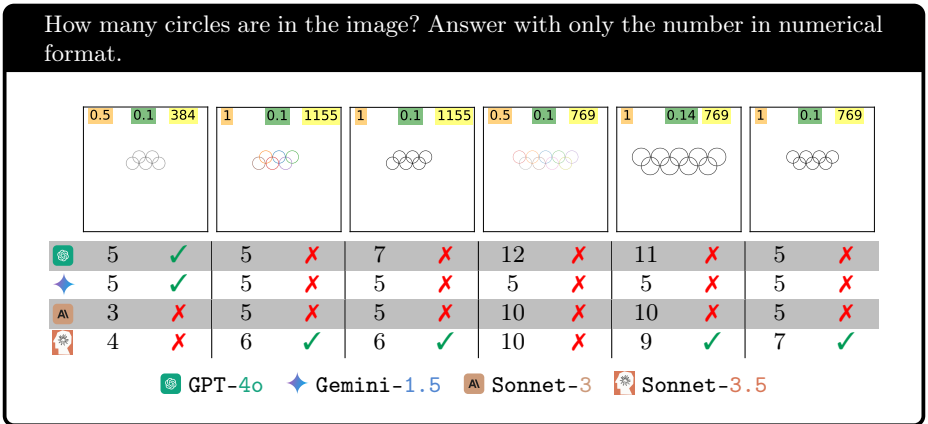 How many circles are in the image? Answer with only the number in numerical
format.
0.5 0.1 384 1 0.1 1155 1 0.1 1155 0.5 0.1 769 1 0.14 769 1 0.1 769
5 ✓ 5 ✗ 7 ✗ 12 ✗ 11 ✗ 5 ✗
5 ✓ 5 ✗ 5 ✗ 5 ✗ 5 ✗ 5 ✗
3 ✗ 5 ✗ 5 ✗ 10 ✗ 10 ✗ 5 ✗
4 ✗ 6 ✓ 6 ✓ 10 ✗ 9 ✓ 7 ✓
GPT-4o Gemini-1.5 Sonnet-3 Sonnet-3.5